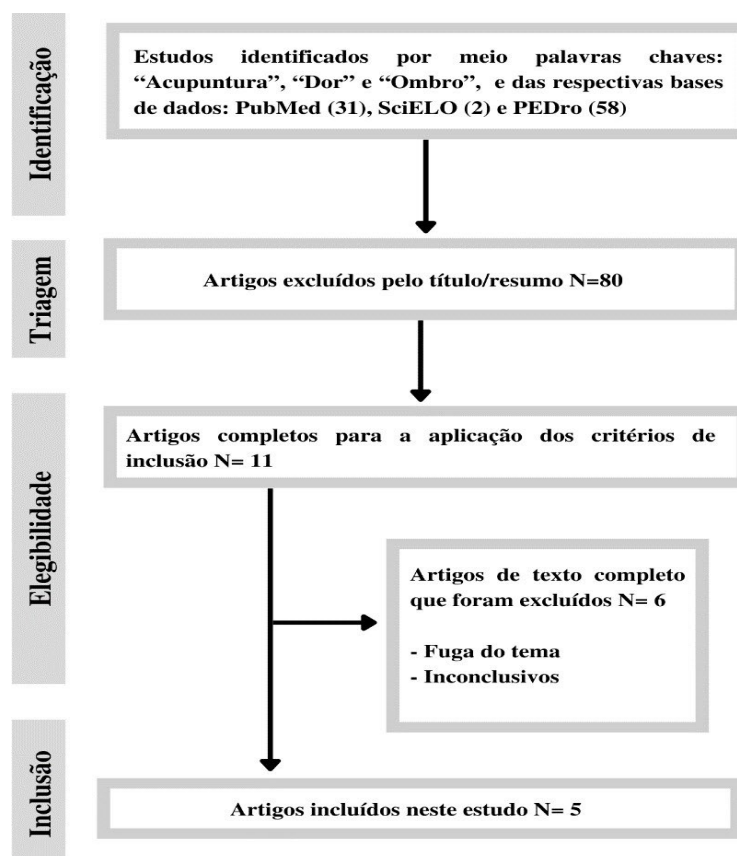 Identificação
Estudos identificados por meio palavras chaves:
“Acupuntura”, “Dor” e “Ombro”, e das respectivas bases
de dados: PubMed (31), SciELO (2) e PEDro (58)
Triagem
Artigos excluídos pelo título/resumo N=80
Elegibilidade
Artigos completos para a aplicação dos critérios de
inclusão N= 11
Artigos de texto completo
que foram excluídos N= 6
- Fuga do tema
- Inconclusivos
Inclusão
Artigos incluídos neste estudo N= 5